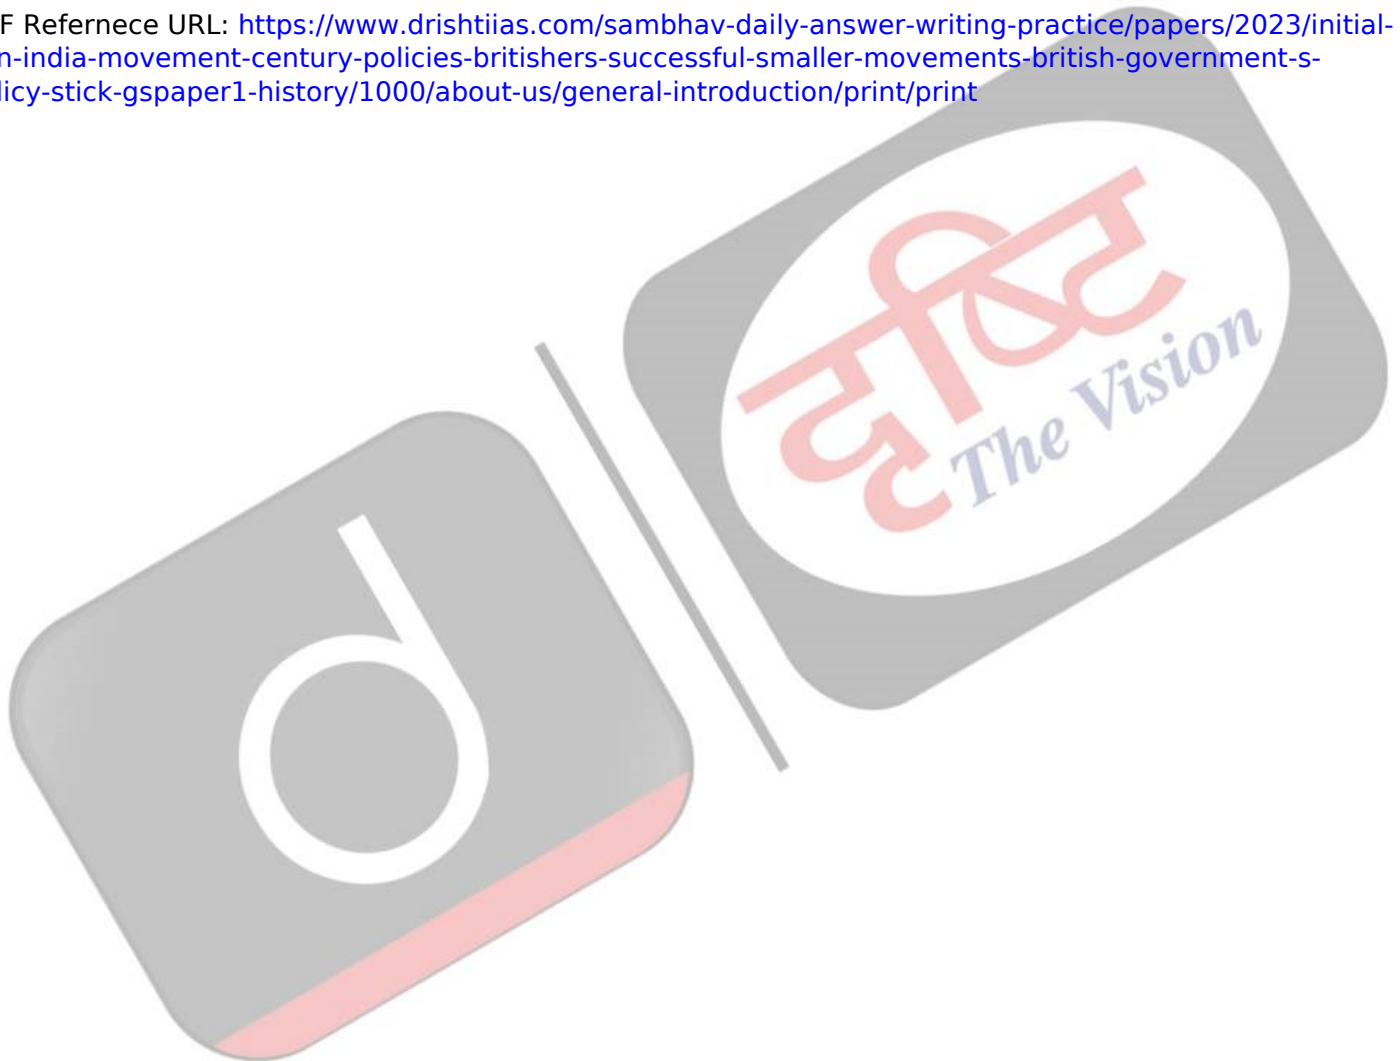 F Refernece URL: https://www.drishtiias.com/sambhav-daily-answer-writing-practice/papers/2023/initial-
n-india-movement-century-policies-britishers-successful-smaller-movements-british-government-s-
licy-stick-gspaper1-history/1000/about-us/general-introduction/print/print
दृष्टि
The Vision
d